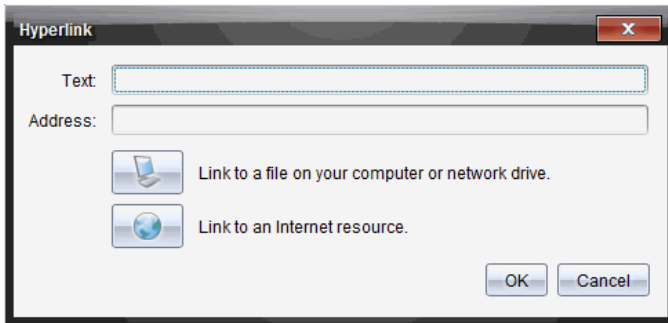 Hyperlink
Text:
Address:
Link to a file on your computer or network drive.
Link to an Internet resource.
OK Cancel